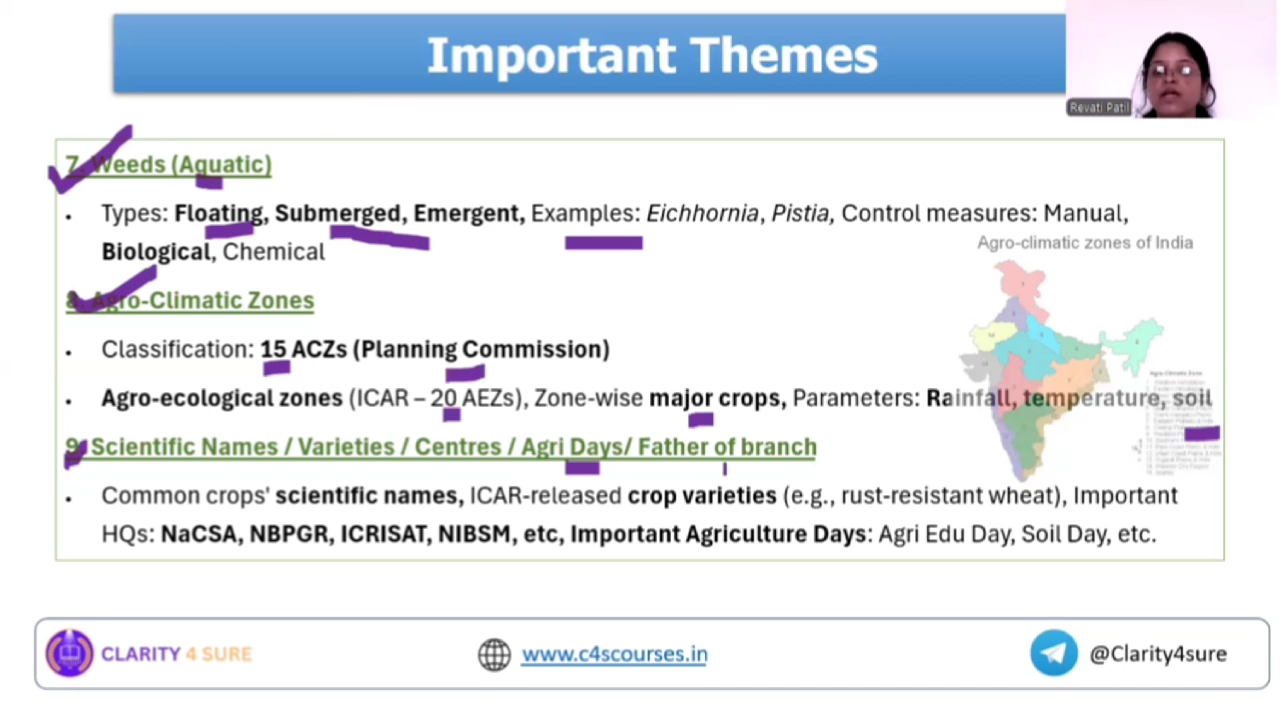 Important Themes
Revati Patil
7. Weeds (Aquatic)
• Types: Floating, Submerged, Emergent, Examples: Eichhornia, Pistia, Control measures: Manual,
Biological, Chemical
Agro-climatic zones of India
8. Agro-Climatic Zones
• Classification: 15 ACZs (Planning Commission)
• Agro-ecological zones (ICAR – 20 AEZs), Zone-wise major crops, Parameters: Rainfall, temperature, soil
9. Scientific Names / Varieties / Centres / Agri Days/ Father of branch
• Common crops' scientific names, ICAR-released crop varieties (e.g., rust-resistant wheat), Important
HQs: NaCSA, NBPGR, ICRISAT, NIBSM, etc, Important Agriculture Days: Agri Edu Day, Soil Day, etc.
CLARITY 4 SURE
www.c4scourses.in
@Clarity4sure